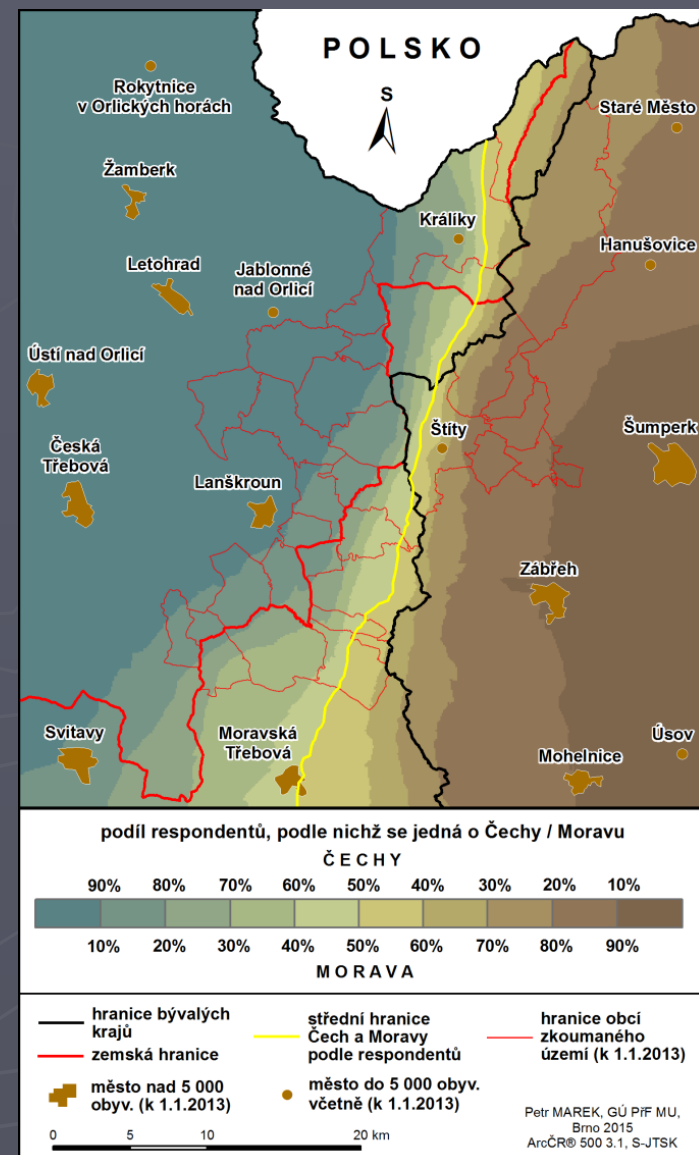 POLSKO
S
Rokytnice
v Orlických horách
Staré Město
Žamberk
Králíky
Hanušovice
Letohrad
Jablonné
nad Orlicí
Ústí nad Orlicí
Štíty
Šumperk
Česká
Třebová
Lanškroun
Zábřeh
Svitavy
Moravská
Třebová
Úsov
Mohelnice
podíl respondentů, podle nichž se jedná o Čechy / Moravu
ČECHY
90% 80% 70% 60% 50% 40% 30% 20% 10%
10% 20% 30% 40% 50% 60% 70% 80% 90%
MORAVA
hranice bývalých
krajů
zemská hranice
střední hranice
Čech a Moravy
podle respondentů
hranice obcí
zkoumaného
území (k 1.1.2013)
město nad 5 000
obyv. (k 1.1.2013)
město do 5 000 obyv.
včetně (k 1.1.2013)
0 5 10 20 km
Petr MAREK, GÚ PřF MU,
Brno 2015
ArcČR® 500 3.1, S-JTSK